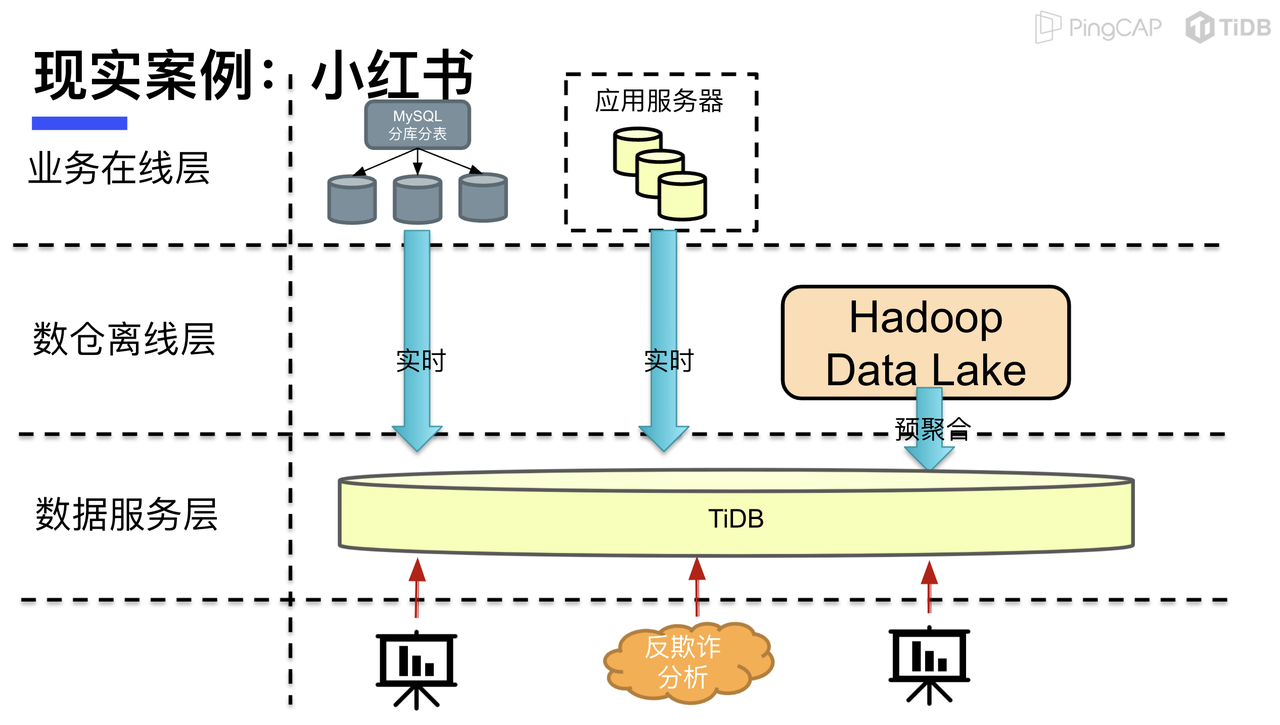 PingCAP TiDB
现实案例：小红书
MySQL
分库分表
应用服务器
业务在线层
Hadoop
Data Lake
数仓离线层
实时
实时
预聚合
数据服务层
TiDB
反欺诈
分析